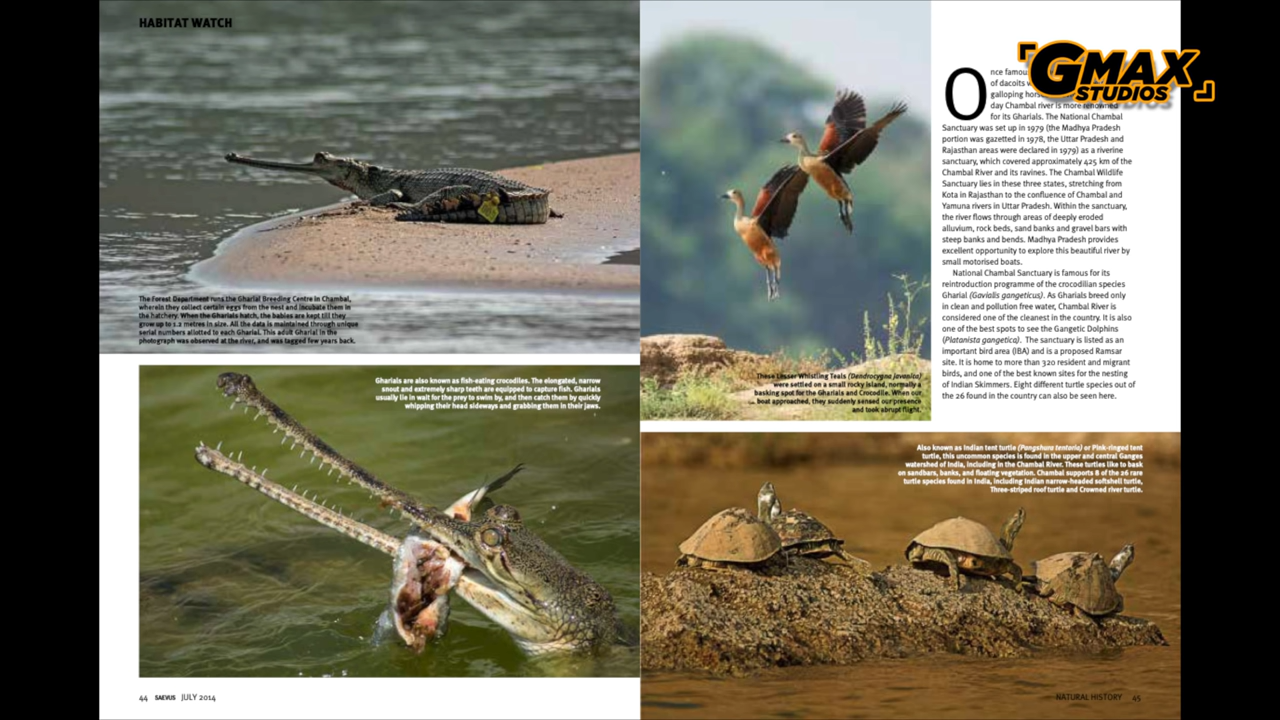 HABITAT WATCH
The Forest Department runs the Gharial Breeding Centre in Chambal,
wherein they collect certain eggs from the nest and incubate them in
the hatchery. When the Gharials hatch, the babies are kept till they
grow up to 1.2 metres in size. All the data is maintained through unique
serial numbers allotted to each Gharial. This adult Gharial in the
photograph was observed at the river, and was tagged few years back.
Gharials are also known as fish-eating crocodiles. The elongated, narrow
snout and extremely sharp teeth are equipped to capture fish. Gharials
usually lie in wait for the prey to swim by, and then catch them by quickly
whipping their head sideways and grabbing them in their jaws.
44 SAEVUS JULY 2014
These Lesser Whistling Teals (Dendrocygna javanica)
were settled on a small rocky island, normally a
basking spot for the Gharials and Crocodile. When our
boat approached, they suddenly sensed our presence
and took abrupt flight.
GMAX
STUDIOS
Once famou
of dacoits
galloping hors
day Chambal river is more renowned
for its Gharials. The National Chambal
Sanctuary was set up in 1979 (the Madhya Pradesh
portion was gazetted in 1978, the Uttar Pradesh and
Rajasthan areas were declared in 1979) as a riverine
sanctuary, which covered approximately 425 km of the
Chambal River and its ravines. The Chambal Wildlife
Sanctuary lies in these three states, stretching from
Kota in Rajasthan to the confluence of Chambal and
Yamuna rivers in Uttar Pradesh. Within the sanctuary,
the river flows through areas of deeply eroded
alluvium, rock beds, sand banks and gravel bars with
steep banks and bends. Madhya Pradesh provides
excellent opportunity to explore this beautiful river by
small motorised boats.
National Chambal Sanctuary is famous for its
reintroduction programme of the crocodilian species
Gharial (Gavialis gangeticus). As Gharials breed only
in clean and pollution free water, Chambal River is
considered one of the cleanest in the country. It is also
one of the best spots to see the Gangetic Dolphins
(Platanista gangetica). The sanctuary is listed as an
important bird area (IBA) and is a proposed Ramsar
site. It is home to more than 320 resident and migrant
birds, and one of the best known sites for the nesting
of Indian Skimmers. Eight different turtle species out of
the 26 found in the country can also be seen here.
Also known as Indian tent turtle (Pangshura tentoria) or Pink-ringed tent
turtle, this uncommon species is found in the upper and central Ganges
watershed of India, including in the Chambal River. These turtles like to bask
on sandbars, banks, and floating vegetation. Chambal supports 8 of the 26 rare
turtle species found in India, including Indian narrow-headed softshell turtle,
Three-striped roof turtle and Crowned river turtle.
NATURAL HISTORY 45